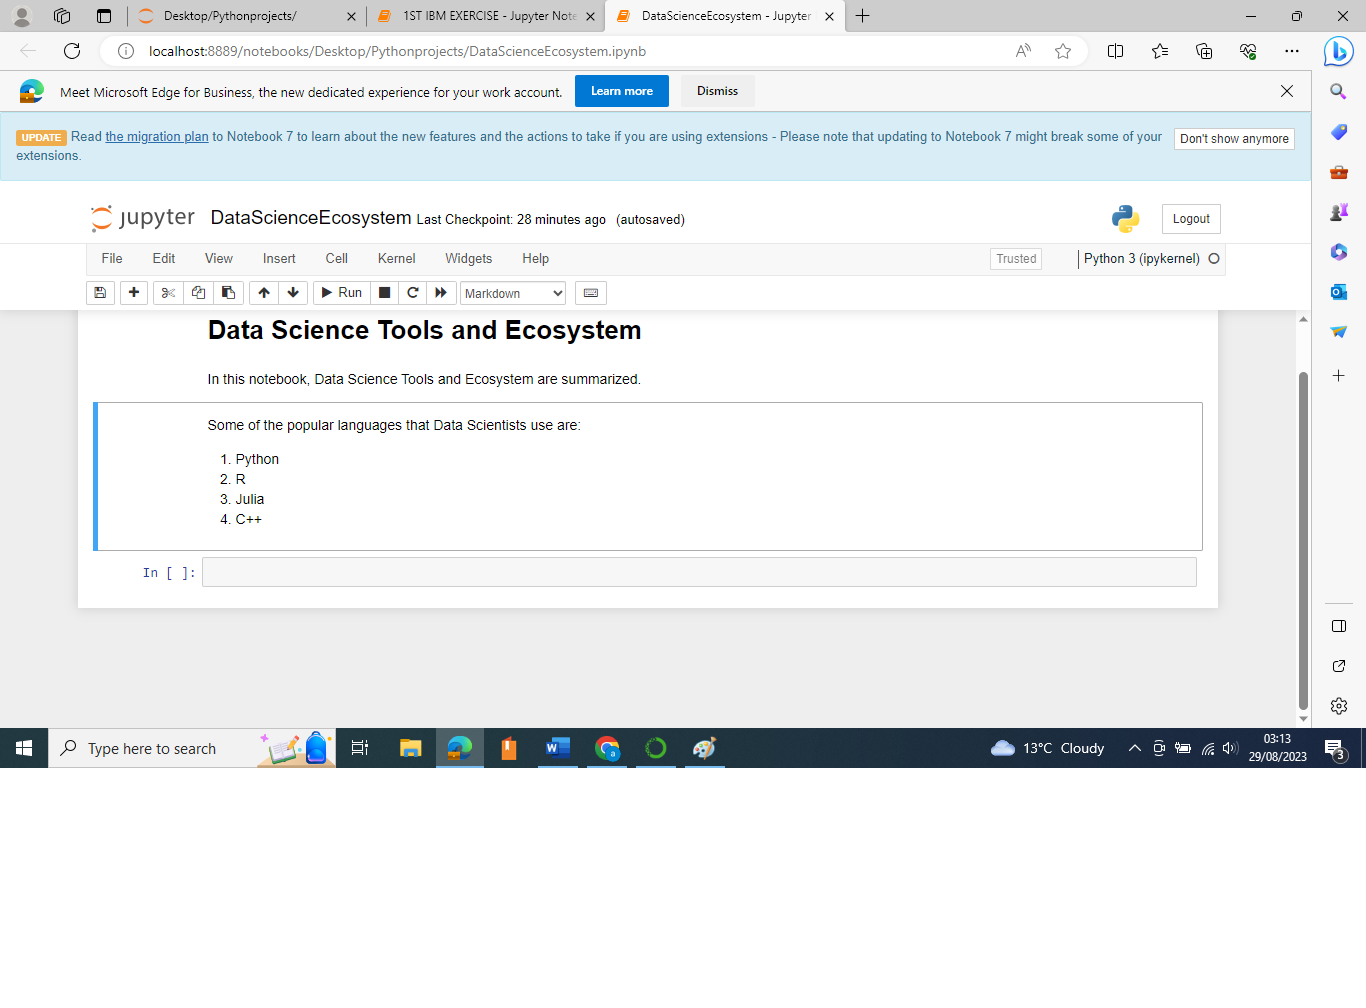 Desktop/Pythonprojects/
1ST IBM EXERCISE - Jupyter Note
DataScienceEcosystem - Jupyter
localhost:8889/notebooks/Desktop/Pythonprojects/DataScienceEcosystem.ipynb
Meet Microsoft Edge for Business, the new dedicated experience for your work account.
Learn more
Dismiss
UPDATE Read the migration plan to Notebook 7 to learn about the new features and the actions to take if you are using extensions - Please note that updating to Notebook 7 might break some of your
extensions.
Don't show anymore
jupyter DataScienceEcosystem Last Checkpoint: 28 minutes ago (autosaved)
Logout
File Edit View Insert Cell Kernel Widgets Help
Trusted
Python 3 (ipykernel)
Run
Markdown
Data Science Tools and Ecosystem
In this notebook, Data Science Tools and Ecosystem are summarized.
Some of the popular languages that Data Scientists use are:
1. Python
2. R
3. Julia
4. C++
In [ ]:
Type here to search
13°C Cloudy
03:13
29/08/2023
3